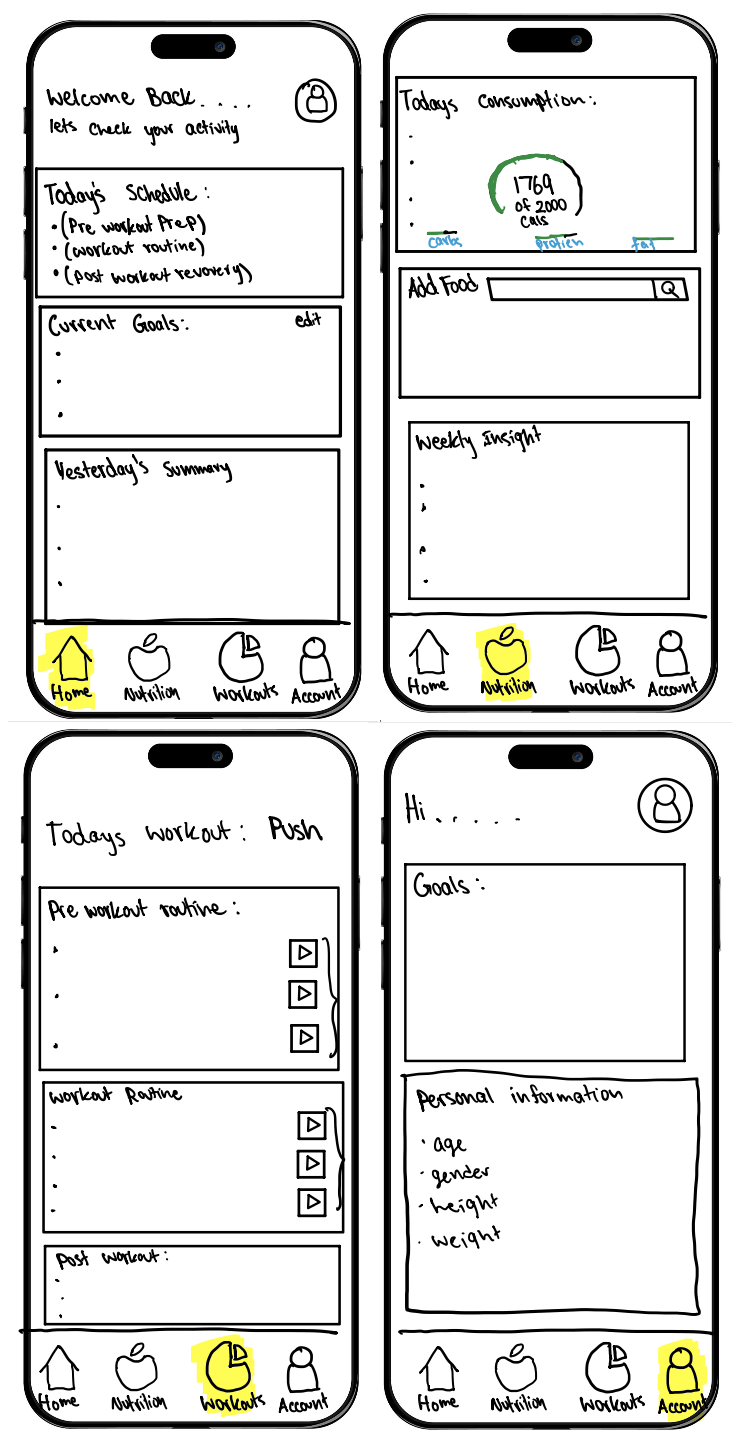 Welcome Back....
lets check your activity
Today's Schedule:
• (Pre workout Prep)
• (workout routine)
• (post workout revovery)
Current Goals:
edit
Yesterday's Summary
Home
Nutrition
Workouts
Account
Todays Consumption:
1769
of 2000
cals
carbs
protien
fat
Add Food
Weekly Insight
Home
Nutrition
Workouts
Account
Todays workout: Push
Pre workout routine:
workout Routine
post workout:
Home
Nutrition
Workouts
Account
Hi.....
Goals:
Personal information
• age
• gender
• height
• weight
Home
Nutrition
Workouts
Account